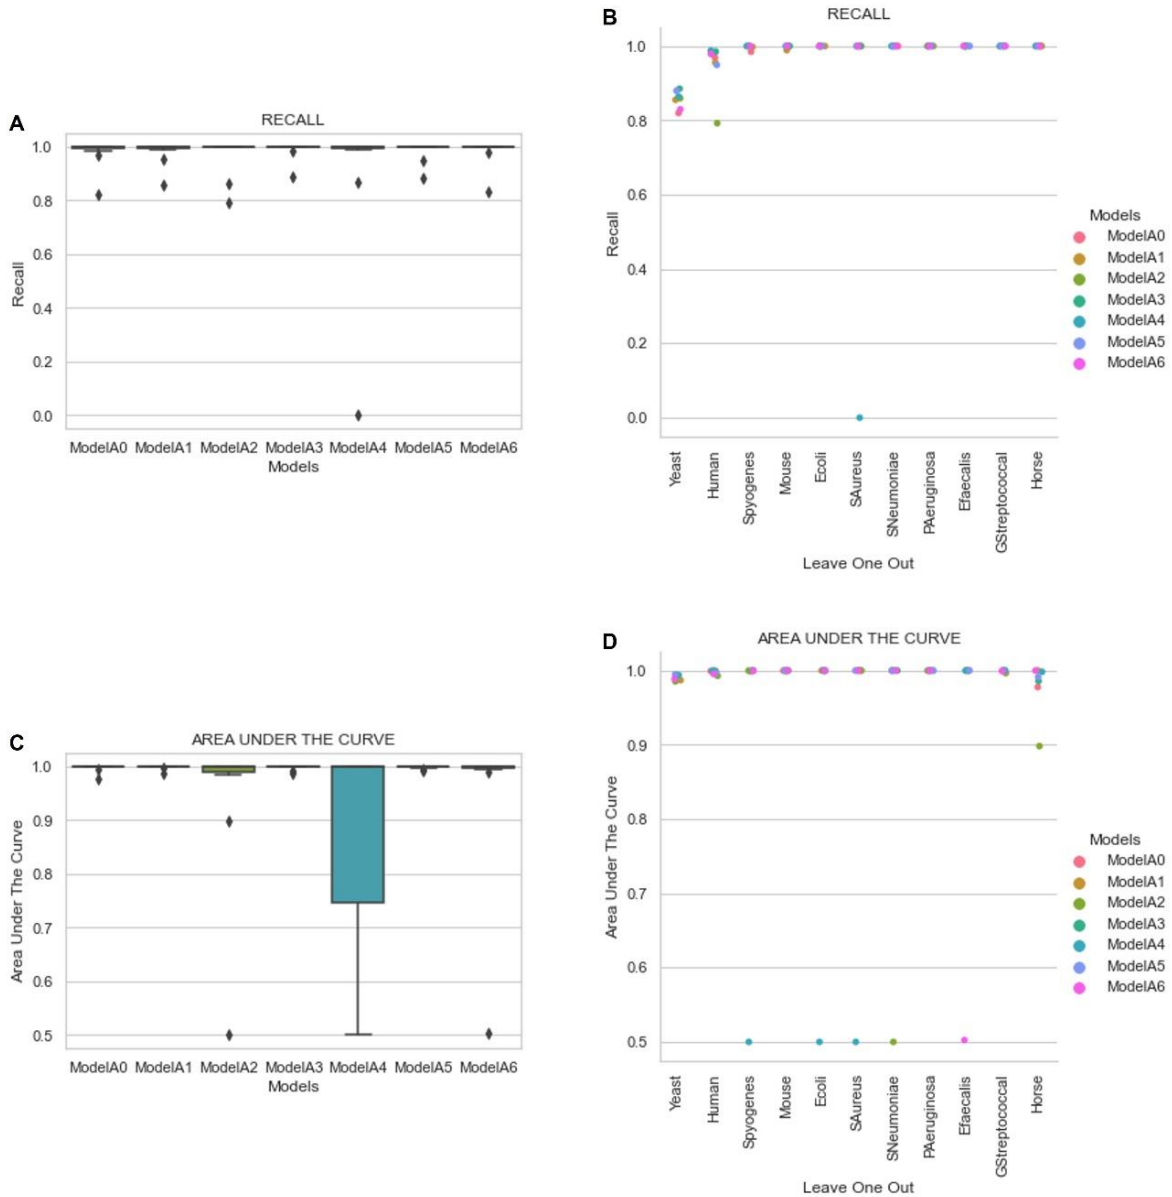 A
RECALL
1.0
0.8
0.6
0.4
0.2
0.0
Recall
ModelA0 ModelA1 ModelA2 ModelA3 ModelA4 ModelA5 ModelA6
Models
B
RECALL
1.0
0.8
0.6
0.4
0.2
0.0
Recall
Yeast
Human
Spyogenes
Mouse
Ecoli
SAureus
SNeumoniae
PAeruginosa
Efaecalis
GStreptococcal
Horse
Leave One Out
Models
ModelA0
ModelA1
ModelA2
ModelA3
ModelA4
ModelA5
ModelA6
C
AREA UNDER THE CURVE
1.0
0.9
0.8
0.7
0.6
0.5
Area Under The Curve
ModelA0 ModelA1 ModelA2 ModelA3 ModelA4 ModelA5 ModelA6
Models
D
AREA UNDER THE CURVE
1.0
0.9
0.8
0.7
0.6
0.5
Area Under The Curve
Yeast
Human
Spyogenes
Mouse
Ecoli
SAureus
SNeumoniae
PAeruginosa
Efaecalis
GStreptococcal
Horse
Leave One Out
Models
ModelA0
ModelA1
ModelA2
ModelA3
ModelA4
ModelA5
ModelA6